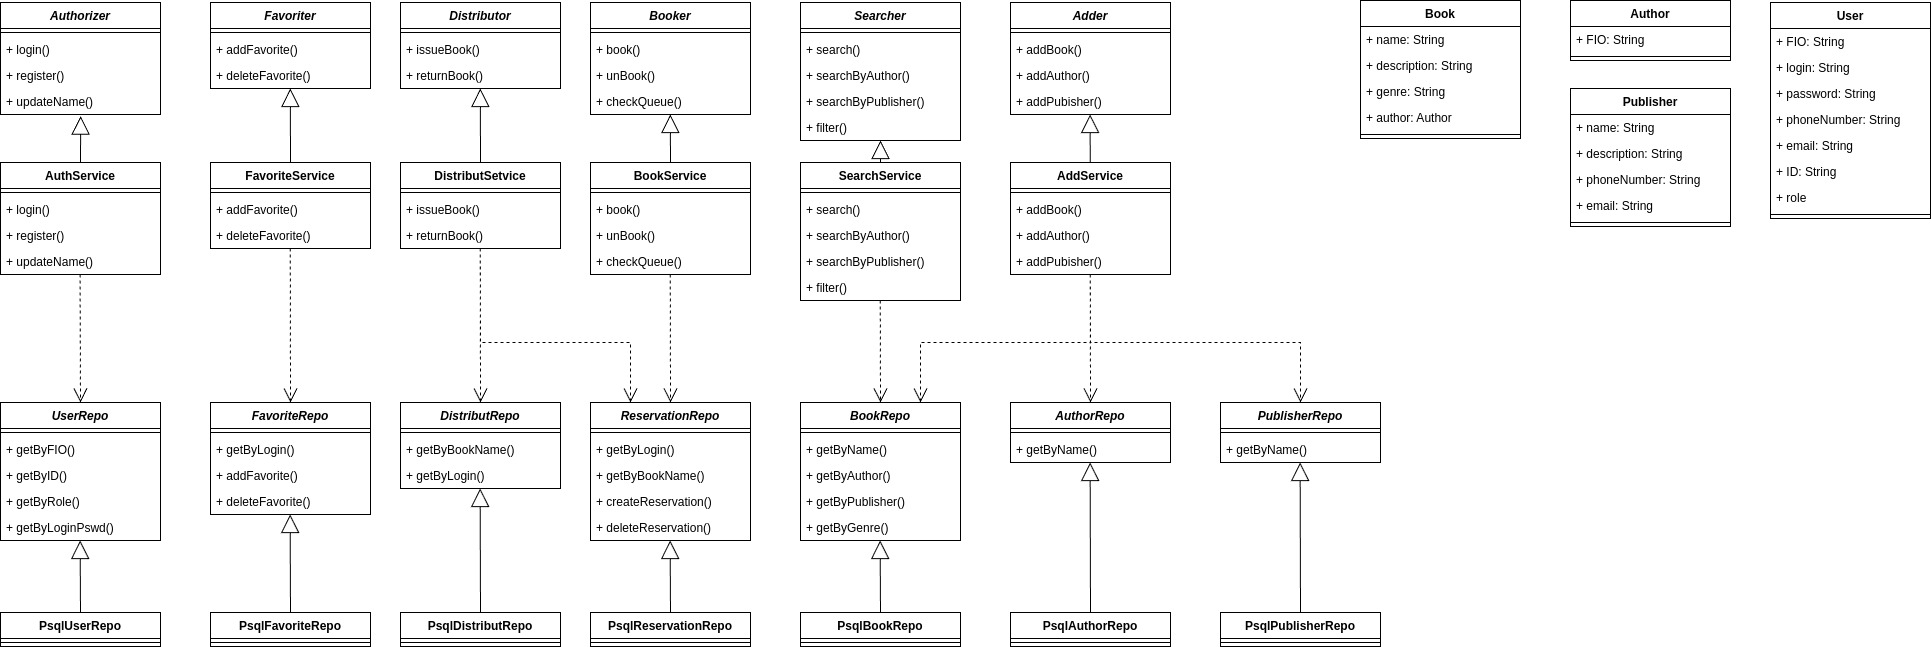 Authorizer
+ login()
+ register()
+ updateName()
Favoriter
+ addFavorite()
+ deleteFavorite()
Distributor
+ issueBook()
+ returnBook()
Booker
+ book()
+ unBook()
+ checkQueue()
Searcher
+ search()
+ searchByAuthor()
+ searchByPublisher()
+ filter()
Adder
+ addBook()
+ addAuthor()
+ addPubisher()
Book
+ name: String
+ description: String
+ genre: String
+ author: Author
Author
+ FIO: String
Publisher
+ name: String
+ description: String
+ phoneNumber: String
+ email: String
User
+ FIO: String
+ login: String
+ password: String
+ phoneNumber: String
+ email: String
+ ID: String
+ role
AuthService
+ login()
+ register()
+ updateName()
FavoriteService
+ addFavorite()
+ deleteFavorite()
DistributSetvice
+ issueBook()
+ returnBook()
BookService
+ book()
+ unBook()
+ checkQueue()
SearchService
+ search()
+ searchByAuthor()
+ searchByPublisher()
+ filter()
AddService
+ addBook()
+ addAuthor()
+ addPubisher()
UserRepo
+ getByFIO()
+ getByID()
+ getByRole()
+ getByLoginPswd()
FavoriteRepo
+ getByLogin()
+ addFavorite()
+ deleteFavorite()
DistributRepo
+ getByBookName()
+ getByLogin()
ReservationRepo
+ getByLogin()
+ getByBookName()
+ createReservation()
+ deleteReservation()
BookRepo
+ getByName()
+ getByAuthor()
+ getByPublisher()
+ getByGenre()
AuthorRepo
+ getByName()
PublisherRepo
+ getByName()
PsqlUserRepo
PsqlFavoriteRepo
PsqlDistributRepo
PsqlReservationRepo
PsqlBookRepo
PsqlAuthorRepo
PsqlPublisherRepo